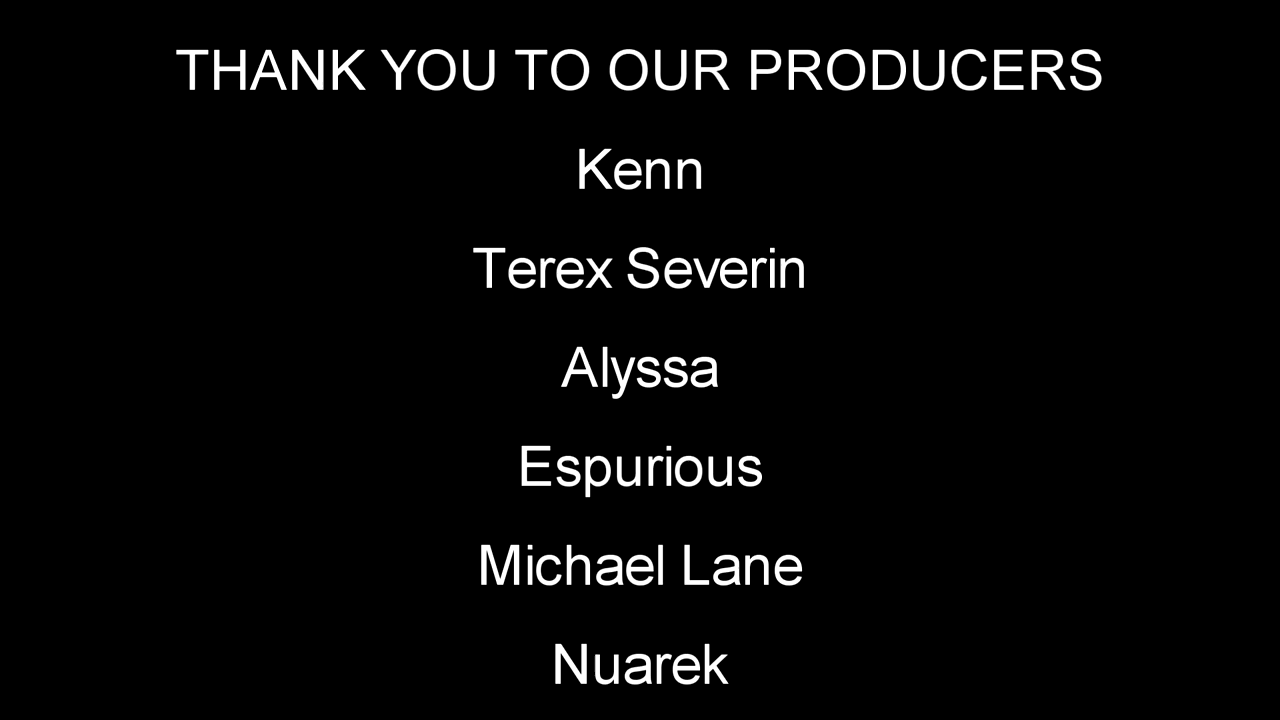 THANK YOU TO OUR PRODUCERS
Kenn
Terex Severin
Alyssa
Espurious
Michael Lane
Nuarek